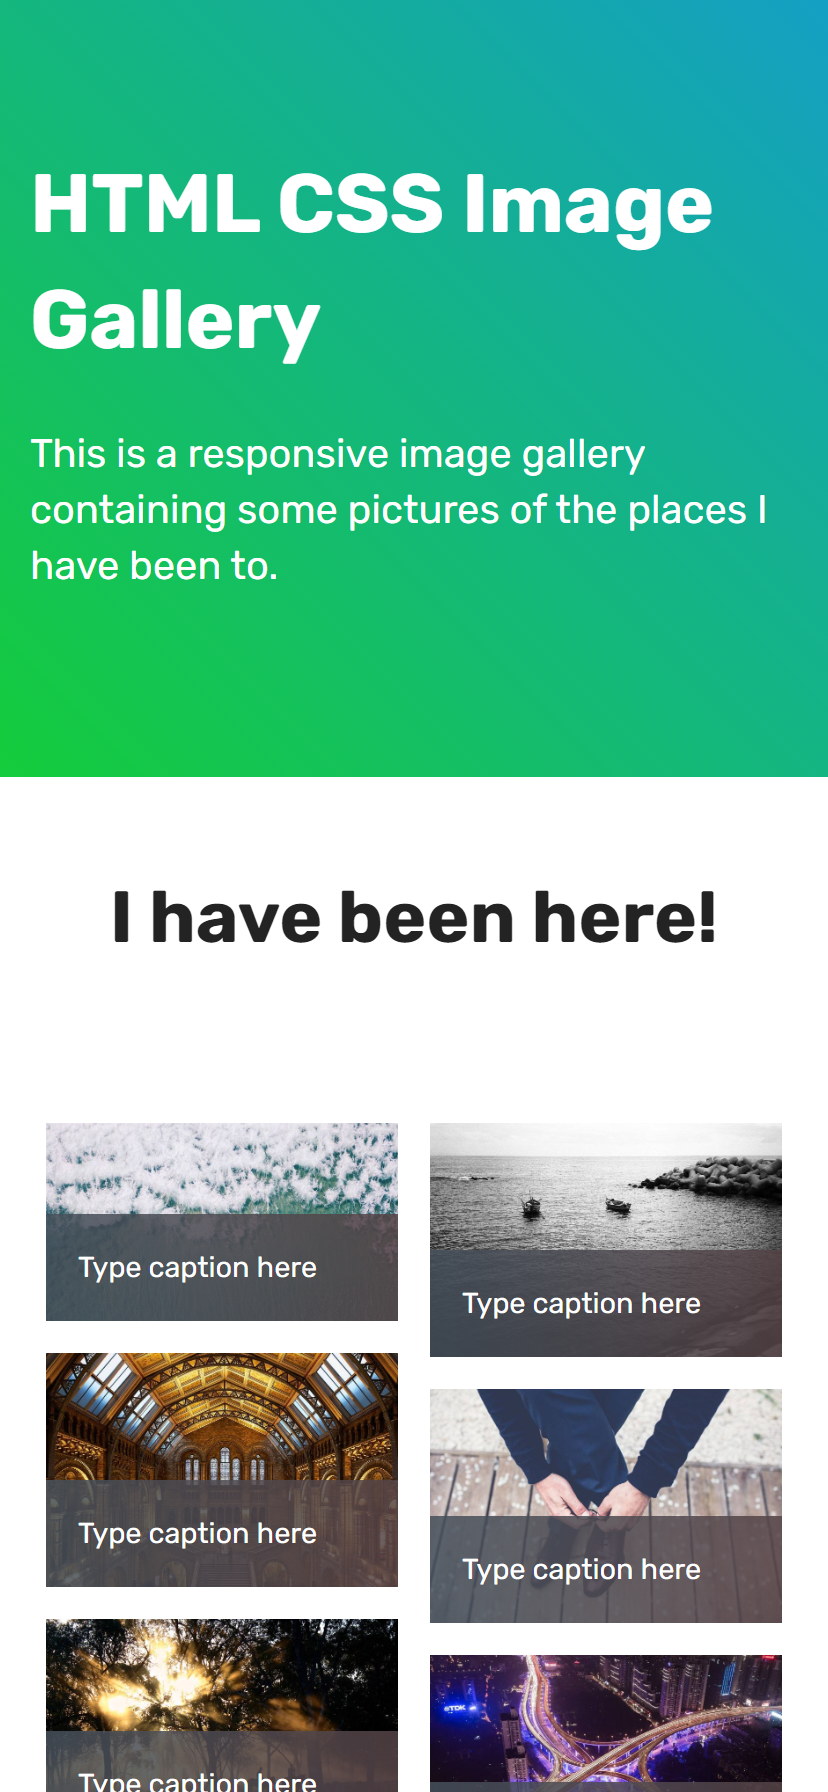 HTML CSS Image
Gallery
This is a responsive image gallery
containing some pictures of the places I
have been to.
I have been here!
Type caption here
Type caption here
Type caption here
Type caption here
TDK
Type caption here